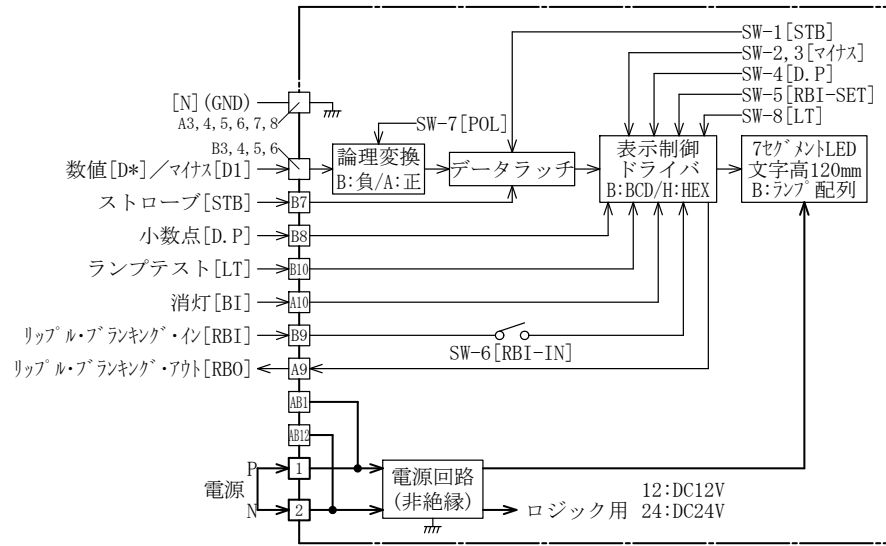 SW-1[STB]
SW-2,3[マイナス]
SW-4[D.P]
SW-5[RBI-SET]
SW-8[LT]
[N](GND)
A3,4,5,6,7,8
SW-7[POL]
B3,4,5,6
数値[D*]/マイナス[D1]
論理変換
B:負/A:正
データラッチ
表示制御
ドライバ
B:BCD/H:HEX
7セグメントLED
文字高120mm
B:ランプ配列
ストローブ[STB]
B7
小数点[D.P]
B8
ランプテスト[LT]
B10
消灯[BI]
A10
リップル・ブランキング・イン[RBI]
B9
SW-6[RBI-IN]
リップル・ブランキング・アウト[RBO]
A9
AB1
AB12
電源
P
1
N
2
電源回路
(非絶縁)
ロジック用
12:DC12V
24:DC24V